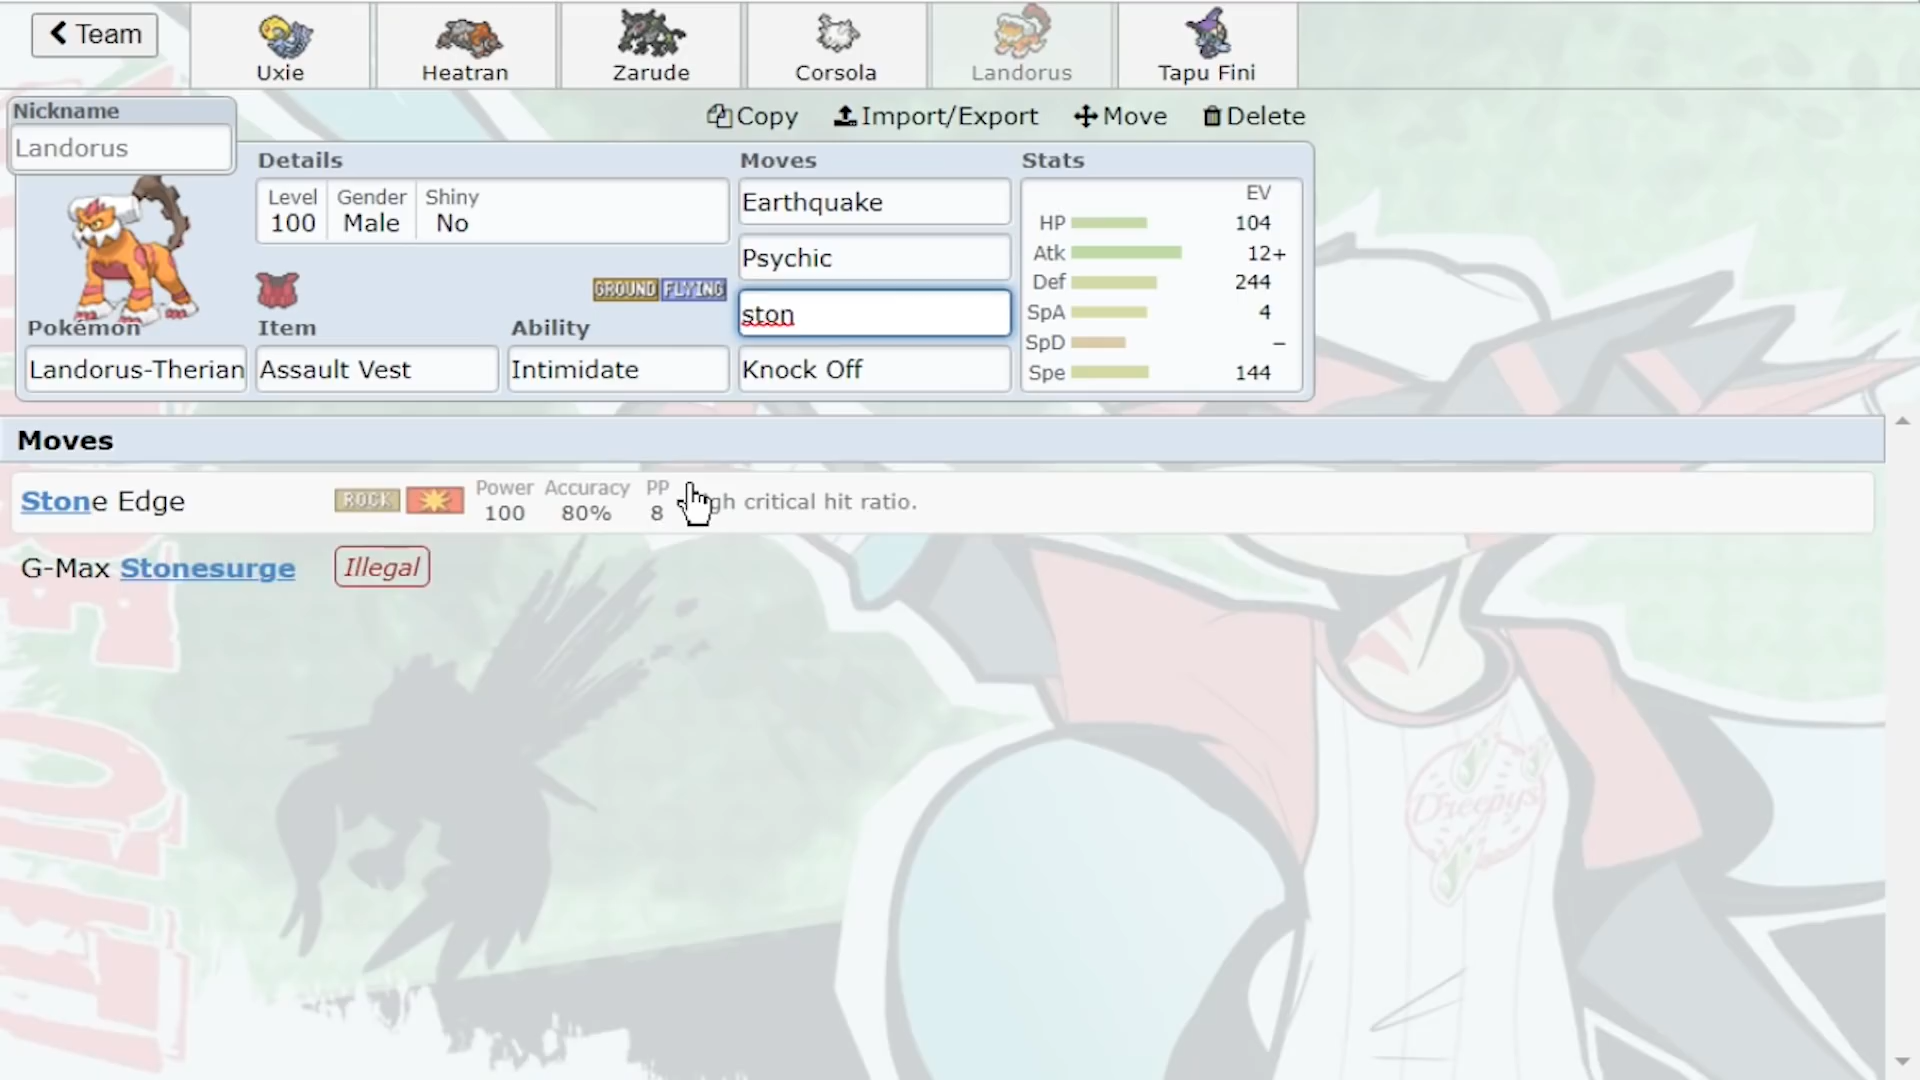 Team
Uxie
Heatran
Zarude
Corsola
Landorus
Tapu Fini
Nickname
Landorus
Copy
Import/Export
Move
Delete
Details
Moves
Stats
Level
100
Gender
Male
Shiny
No
GROUND
FLYING
Pokémon
Landorus-Therian
Item
Assault Vest
Ability
Intimidate
Earthquake
Psychic
ston
Knock Off
EV
HP 104
Atk 12+
Def 244
SpA 4
SpD –
Spe 144
Moves
Stone Edge
ROCK
Power
100
Accuracy
80%
PP
8
critical hit ratio.
G-Max Stonesurge
Illegal
Dreepys